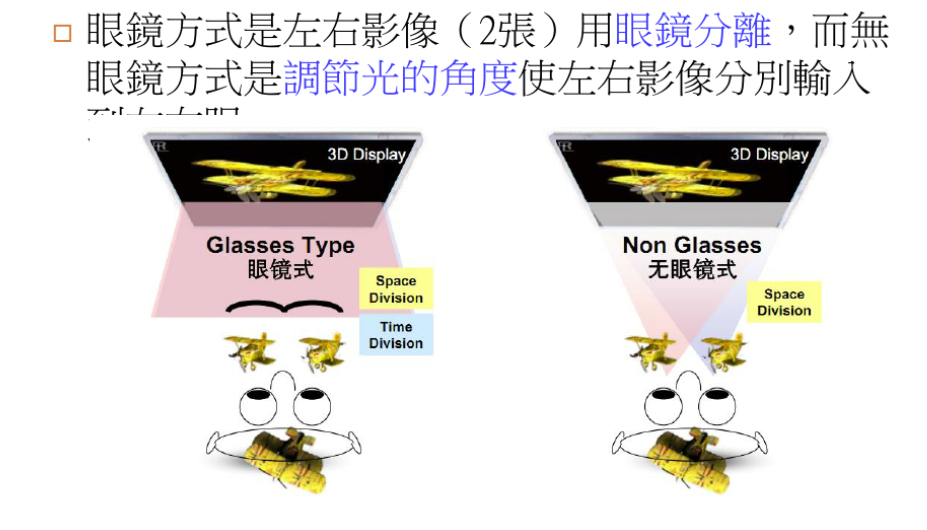 眼鏡方式是左右影像（2張）用眼鏡分離，而無
眼鏡方式是調節光的角度使左右影像分別輸入
3D Display
Glasses Type
眼镜式
Space
Division
Time
Division
3D Display
Non Glasses
无眼镜式
Space
Division